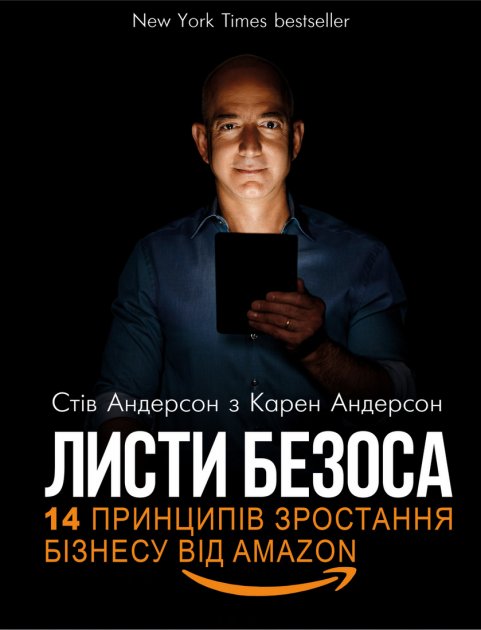 New York Times bestseller
Стів Андерсон з Карен Андерсон
ЛИСТИ БЕЗОСА
14 ПРИНЦИПІВ ЗРОСТАННЯ
БІЗНЕСУ ВІД AMAZON